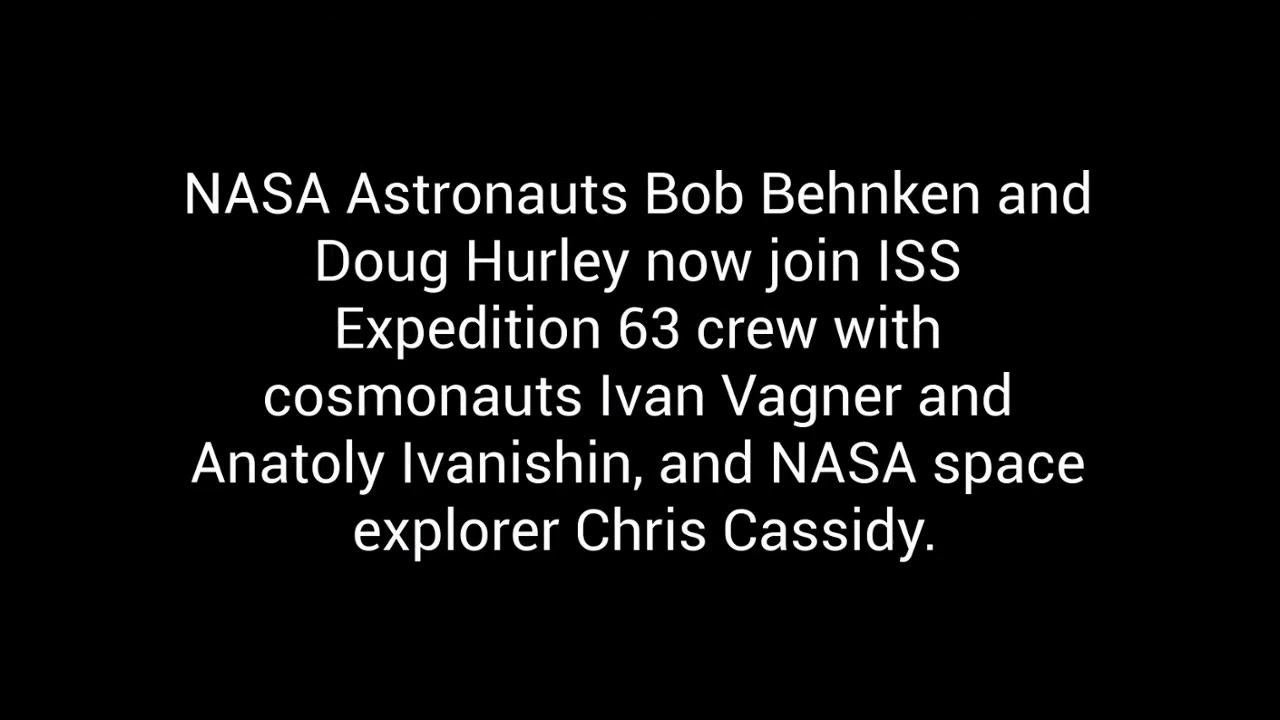 NASA Astronauts Bob Behnken and
Doug Hurley now join ISS
Expedition 63 crew with
cosmonauts Ivan Vagner and
Anatoly Ivanishin, and NASA space
explorer Chris Cassidy.